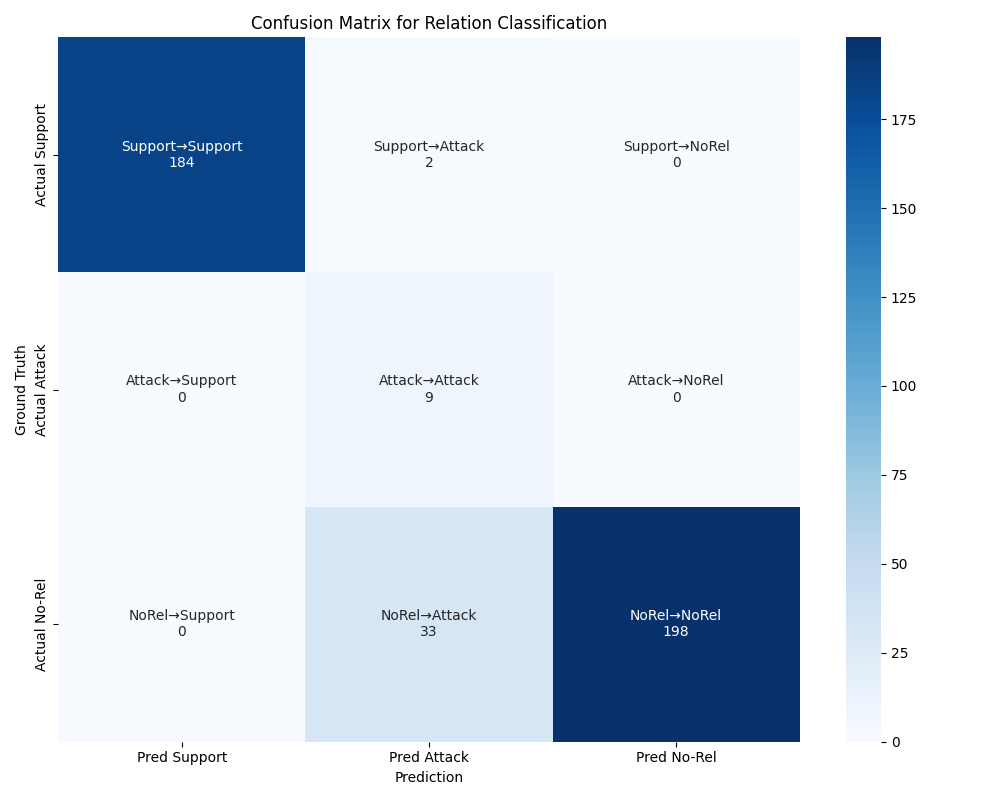 Confusion Matrix for Relation Classification
Ground Truth
Actual Support
Support→Support
184
Support→Attack
2
Support→NoRel
0
Actual Attack
Attack→Support
0
Attack→Attack
9
Attack→NoRel
0
Actual No-Rel
NoRel→Support
0
NoRel→Attack
33
NoRel→NoRel
198
Pred Support
Pred Attack
Pred No-Rel
Prediction
175
150
125
100
75
50
25
0